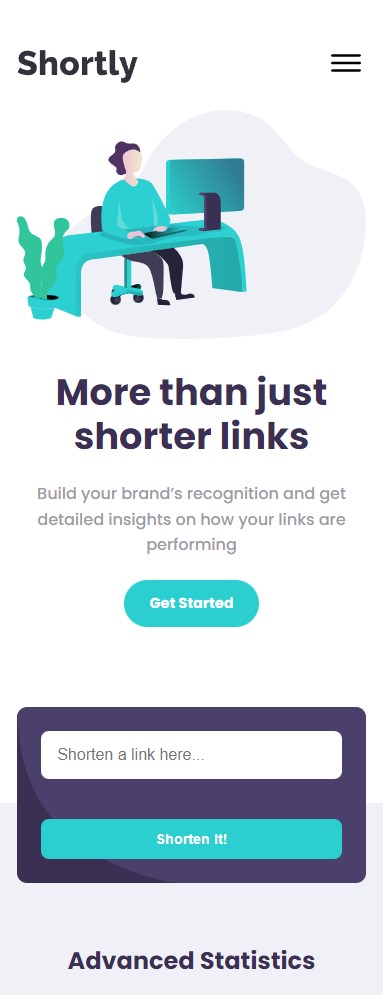 Shortly
More than just
shorter links
Build your brand’s recognition and get
detailed insights on how your links are
performing
Get Started
Shorten a link here...
Shorten It!
Advanced Statistics